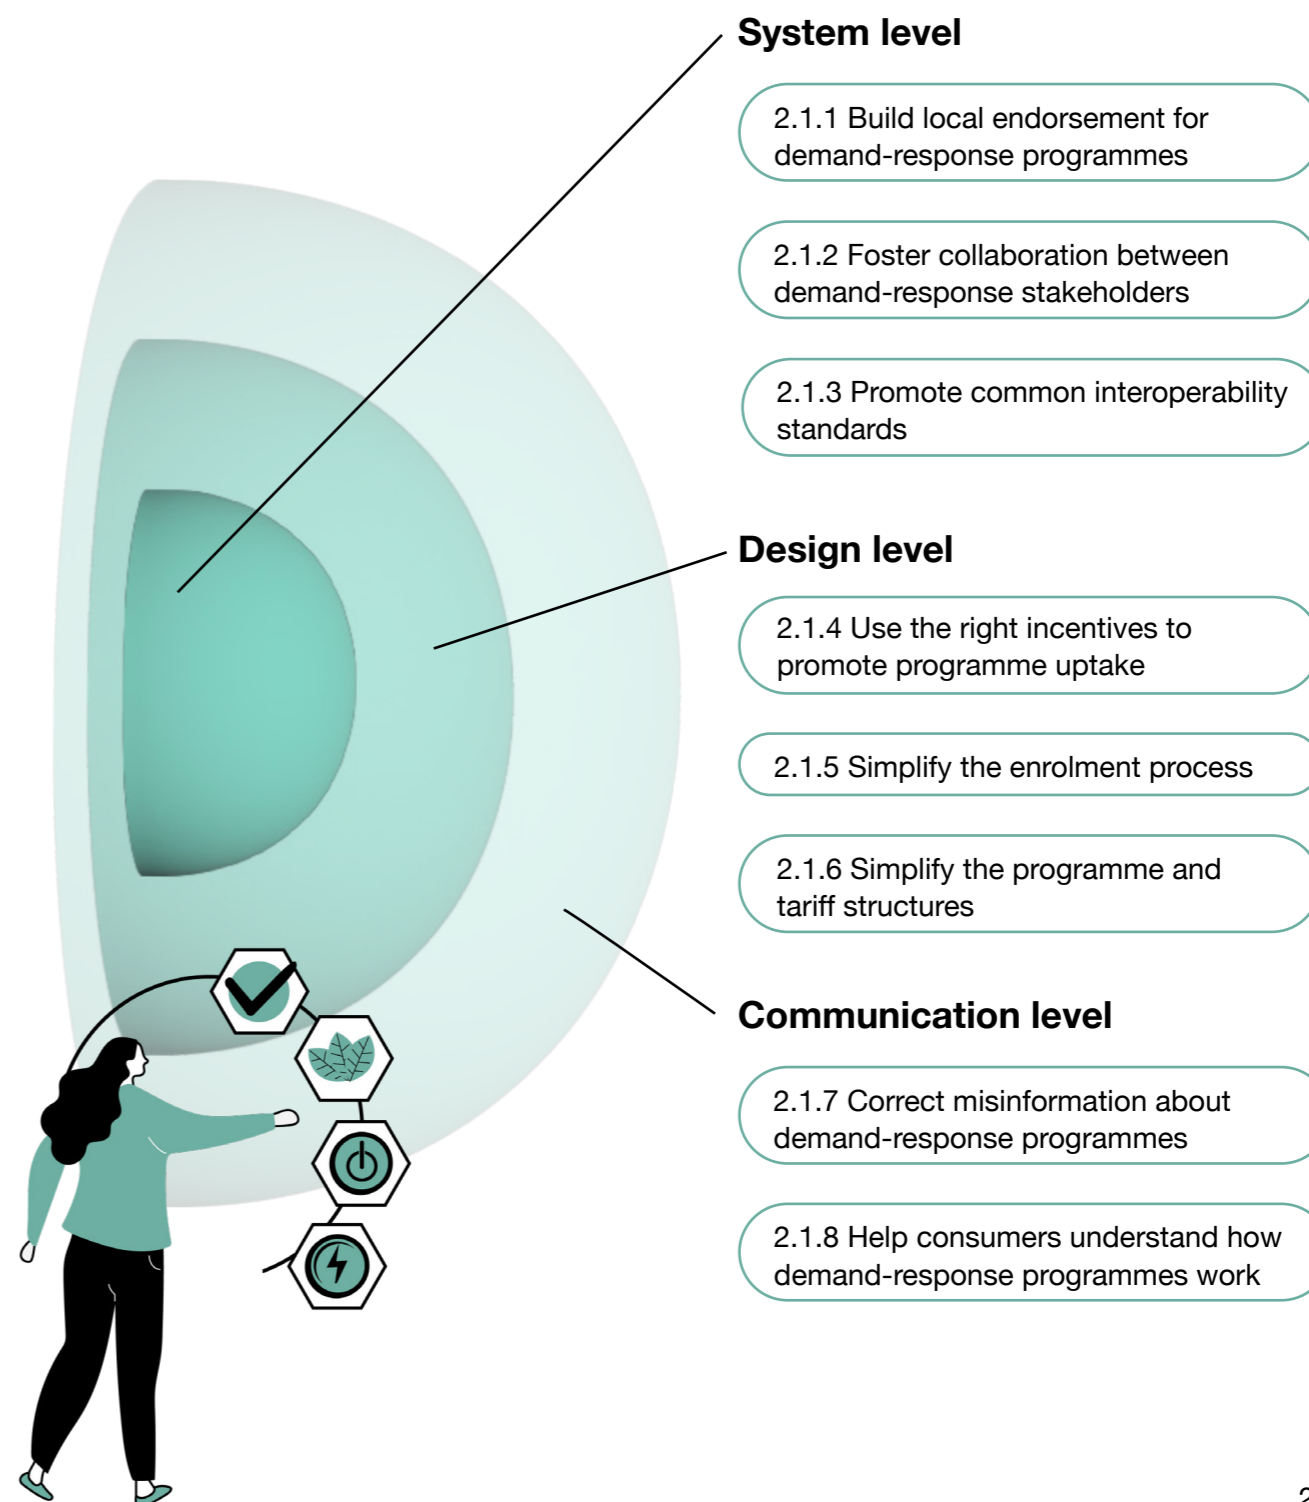 System level
2.1.1 Build local endorsement for
demand-response programmes
2.1.2 Foster collaboration between
demand-response stakeholders
2.1.3 Promote common interoperability
standards
Design level
2.1.4 Use the right incentives to
promote programme uptake
2.1.5 Simplify the enrolment process
2.1.6 Simplify the programme and
tariff structures
Communication level
2.1.7 Correct misinformation about
demand-response programmes
2.1.8 Help consumers understand how
demand-response programmes work